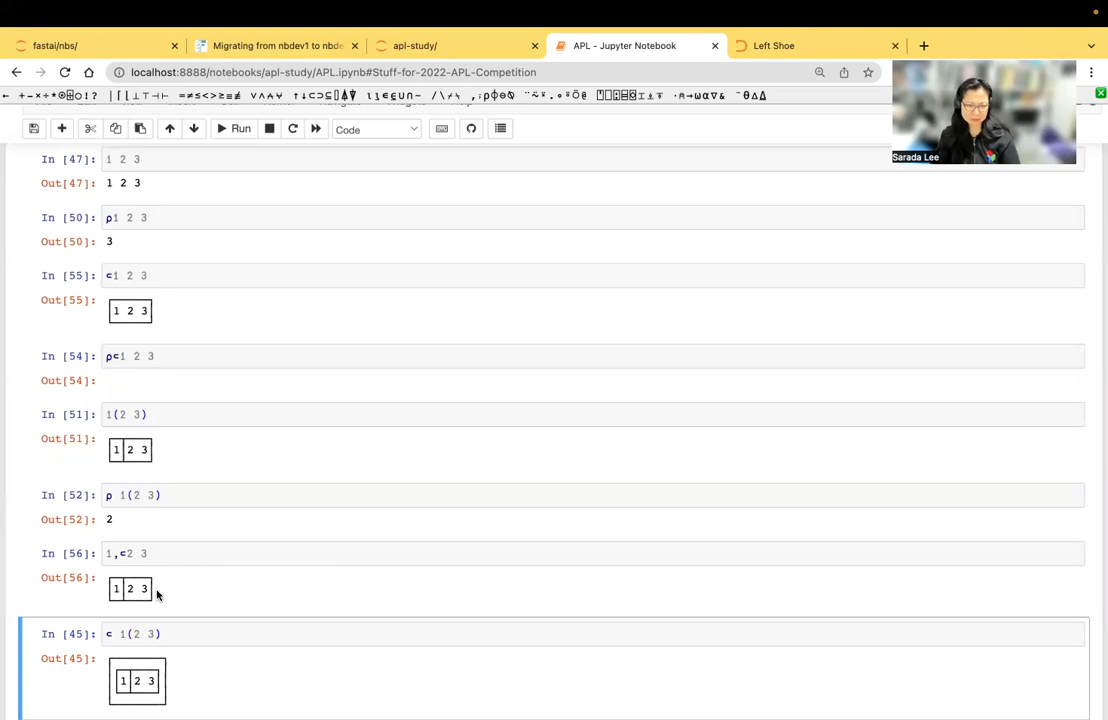 fastai/nbs/
Migrating from nbdev1 to nbde
apl-study/
APL - Jupyter Notebook
Left Shoe
localhost:8888/notebooks/apl-study/APL.ipynb#Stuff-for-2022-APL-Competition
Sarada Lee
Run
Code
In [47]: 1 2 3
Out[47]: 1 2 3
In [50]: ⍴1 2 3
Out[50]: 3
In [55]: ⊂1 2 3
Out[55]: 1 2 3
In [54]: ⍴⊂1 2 3
Out[54]:
In [51]: 1(2 3)
Out[51]: 1 2 3
In [52]: ⍴ 1(2 3)
Out[52]: 2
In [56]: 1,⊂2 3
Out[56]: 1 2 3
In [45]: ⊂ 1(2 3)
Out[45]: 1 2 3